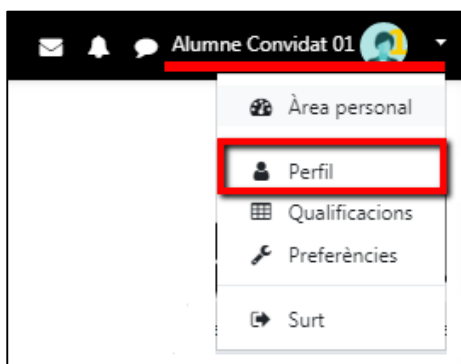 Alumne Convidat 01
Àrea personal
Perfil
Qualificacions
Preferències
Surt